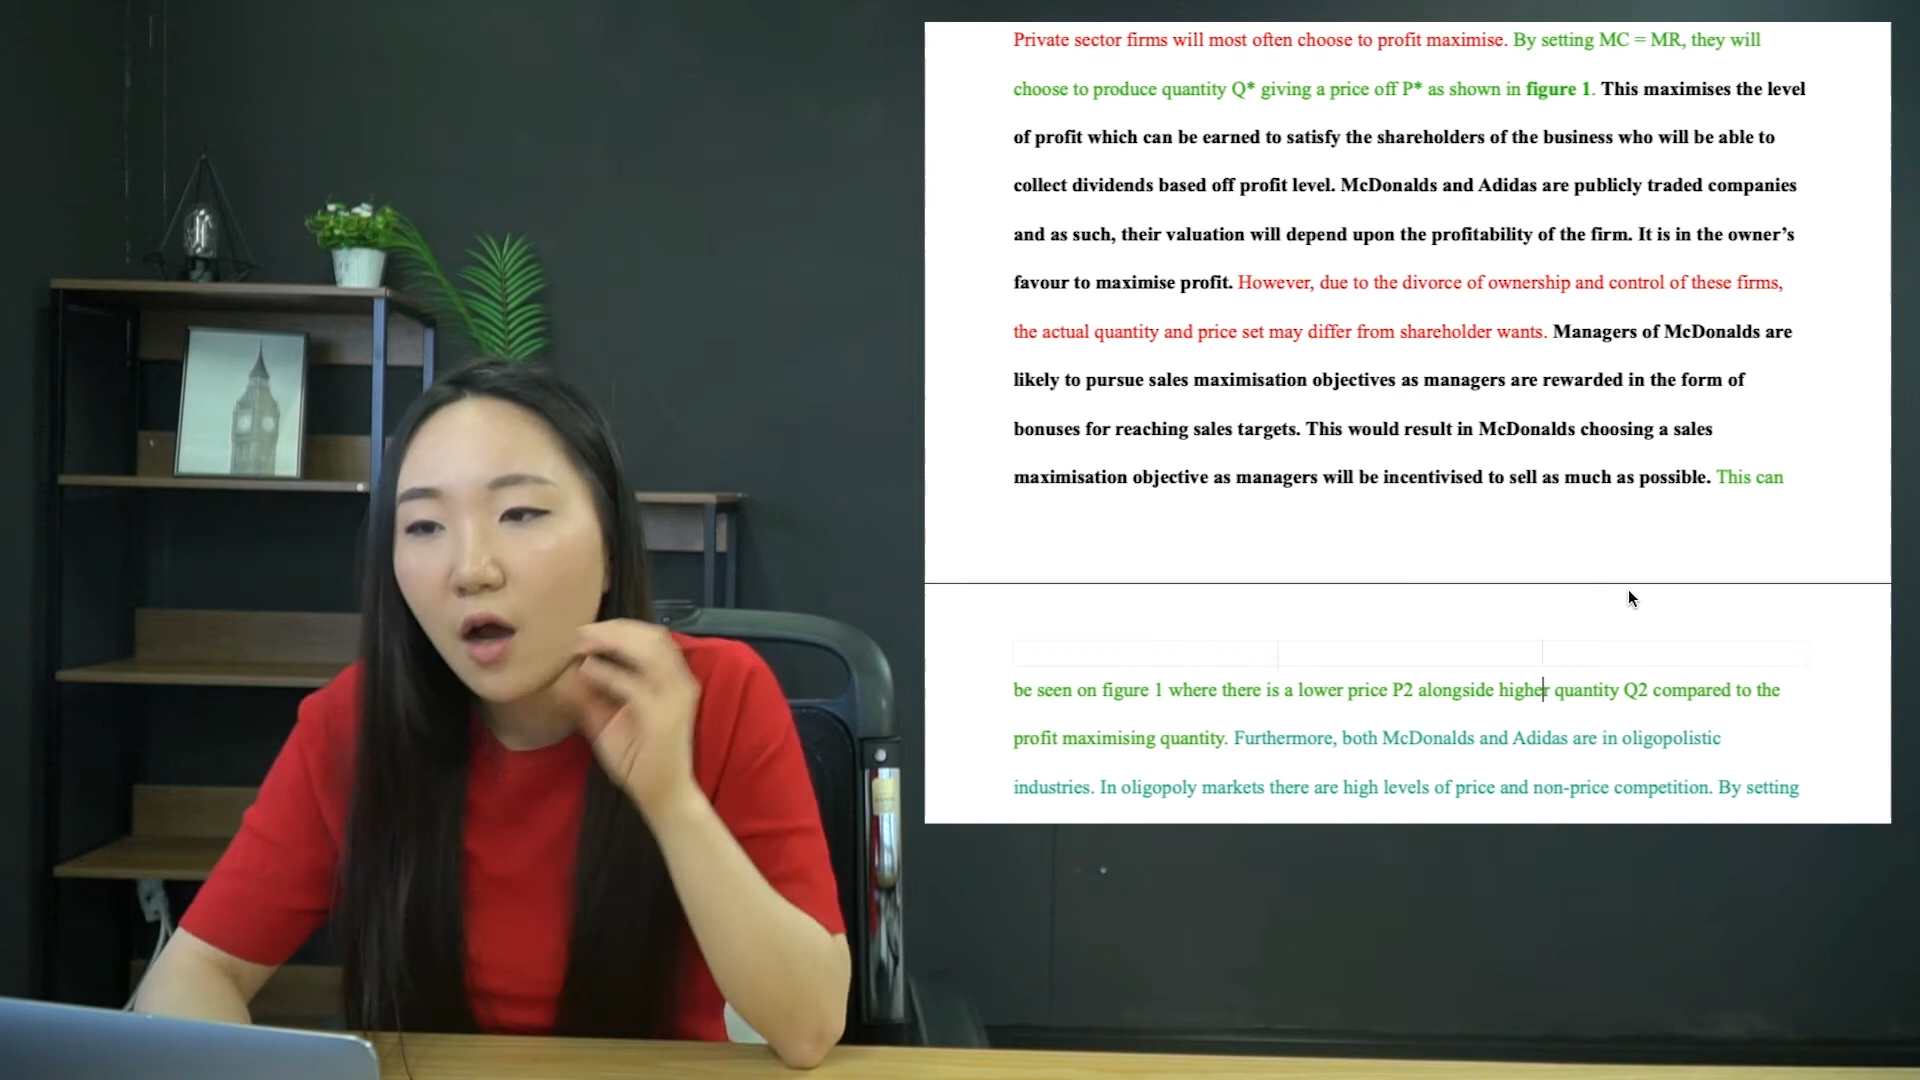 Private sector firms will most often choose to profit maximise. By setting MC = MR, they will
choose to produce quantity Q* giving a price off P* as shown in figure 1. This maximises the level
of profit which can be earned to satisfy the shareholders of the business who will be able to
collect dividends based off profit level. McDonalds and Adidas are publicly traded companies
and as such, their valuation will depend upon the profitability of the firm. It is in the owner’s
favour to maximise profit. However, due to the divorce of ownership and control of these firms,
the actual quantity and price set may differ from shareholder wants. Managers of McDonalds are
likely to pursue sales maximisation objectives as managers are rewarded in the form of
bonuses for reaching sales targets. This would result in McDonalds choosing a sales
maximisation objective as managers will be incentivised to sell as much as possible. This can
be seen on figure 1 where there is a lower price P2 alongside higher quantity Q2 compared to the
profit maximising quantity. Furthermore, both McDonalds and Adidas are in oligopolistic
industries. In oligopoly markets there are high levels of price and non-price competition. By setting